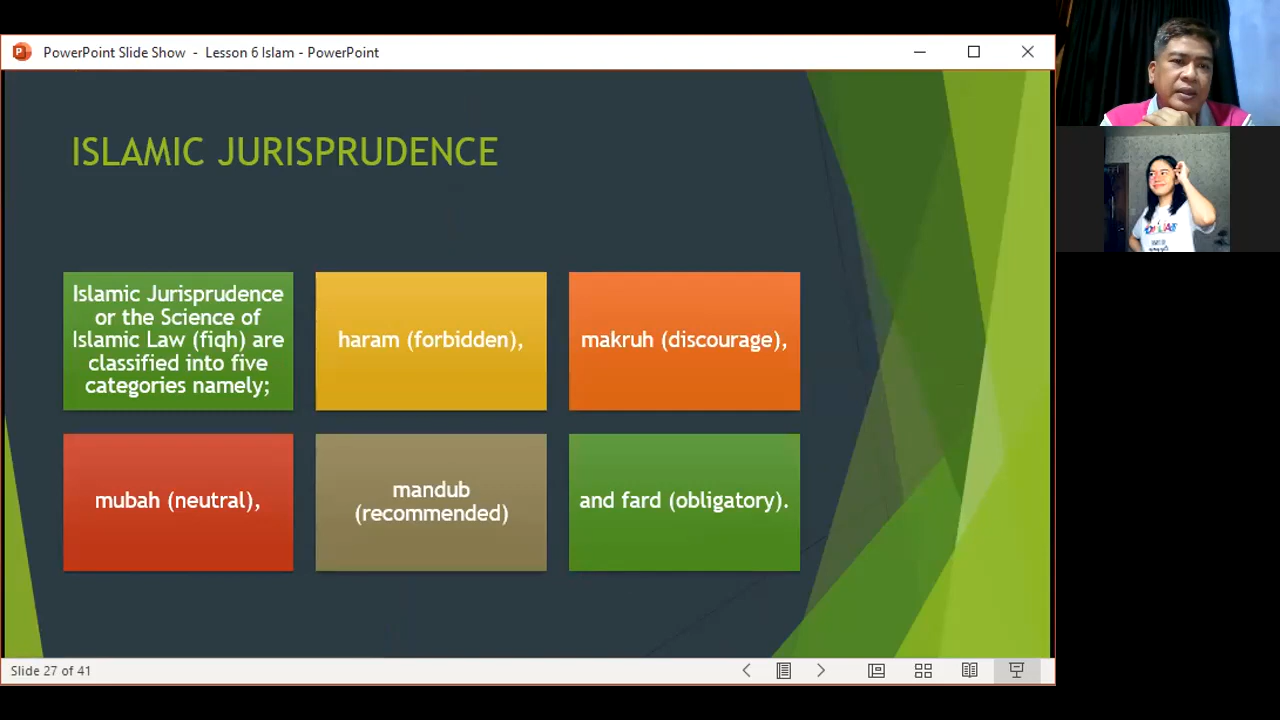 PowerPoint Slide Show - Lesson 6 Islam - PowerPoint
ISLAMIC JURISPRUDENCE
Islamic Jurisprudence
or the Science of
Islamic Law (fiqh) are
classified into five
categories namely;
haram (forbidden),
makruh (discourage),
mubah (neutral),
mandub
(recommended)
and fard (obligatory).
Slide 27 of 41